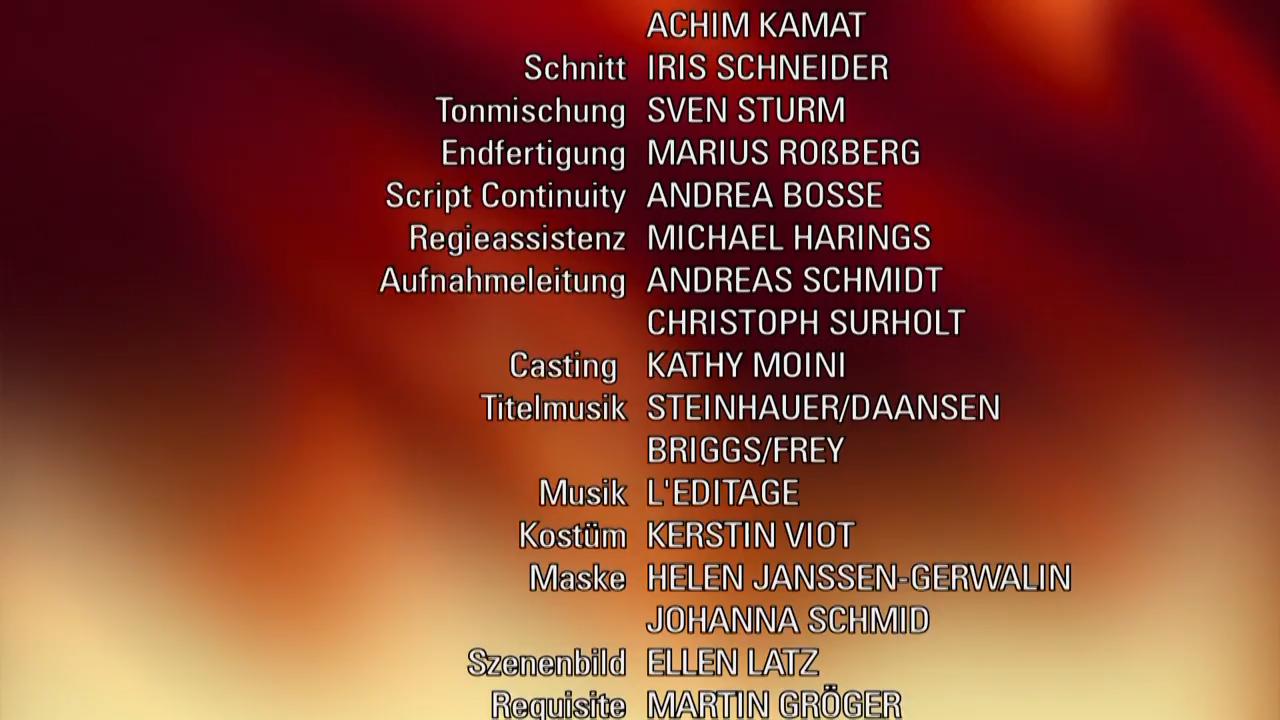 ACHIM KAMAT
Schnitt IRIS SCHNEIDER
Tonmischung SVEN STURM
Endfertigung MARIUS ROßBERG
Script Continuity ANDREA BOSSE
Regieassistenz MICHAEL HARINGS
Aufnahmeleitung ANDREAS SCHMIDT
CHRISTOPH SURHOLT
Casting KATHY MOINI
Titelmusik STEINHAUER/DAANSEN
BRIGGS/FREY
Musik L'EDITAGE
Kostüm KERSTIN VIOT
Maske HELEN JANSSEN-GERWALIN
JOHANNA SCHMID
Szenenbild ELLEN LATZ
Requisite MARTIN GRÖGER